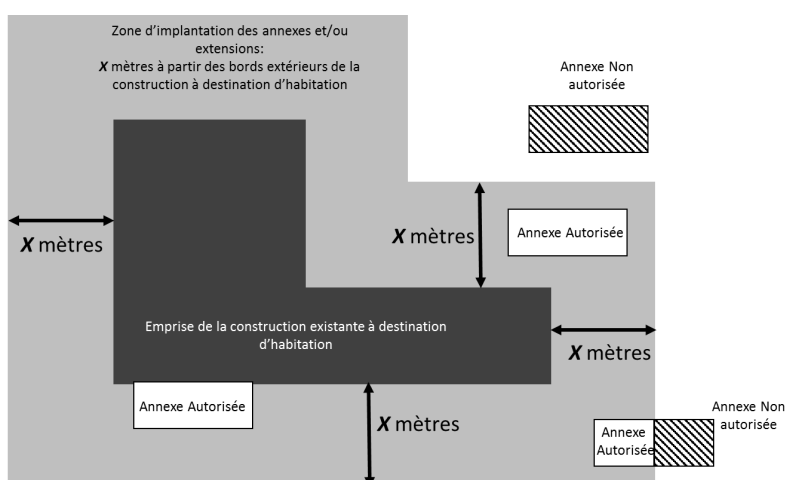 Zone d'implantation des annexes et/ou
extensions:
X mètres à partir des bords extérieurs de la
construction à destination d'habitation
Annexe Non
autorisée
X mètres
X mètres
Annexe Autorisée
Emprise de la construction existante à destination
d'habitation
X mètres
Annexe Autorisée
X mètres
Annexe
Autorisée
Annexe Non
autorisée